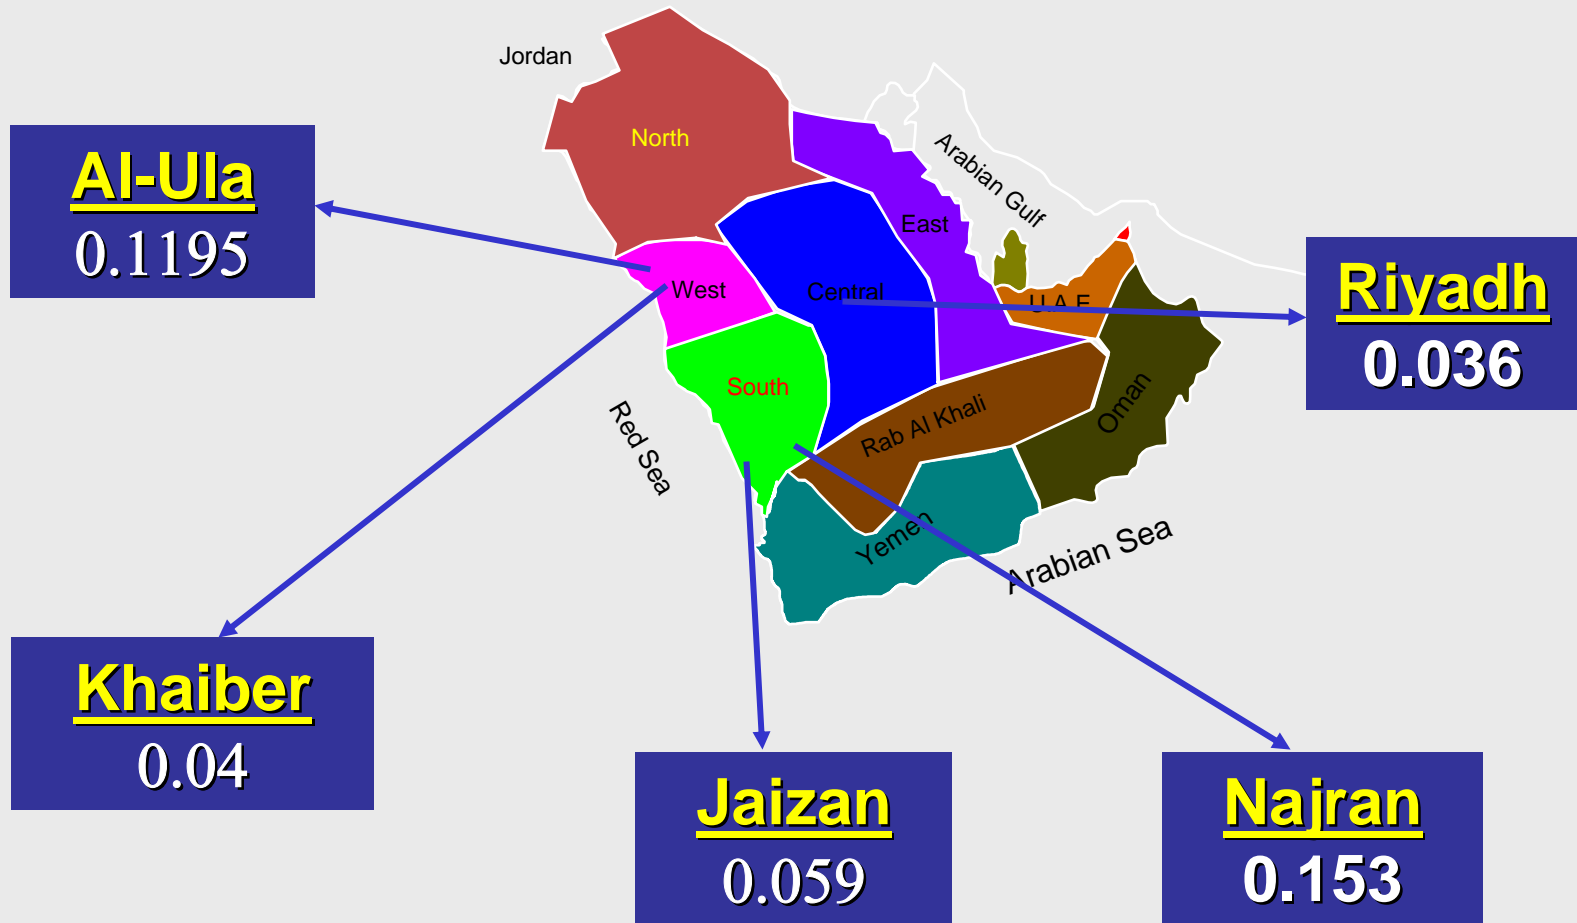 Jordan
North
Al-Ula
0.1195
Arabian Gulf
East
West
Central
U.A.E
Riyadh
0.036
South
Red Sea
Rab Al Khali
Oman
Yemen
Arabian Sea
Khaiber
0.04
Jaizan
0.059
Najran
0.153